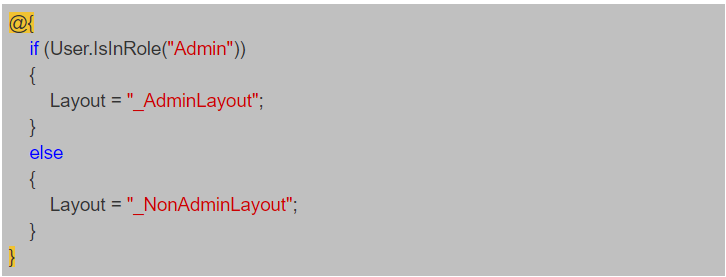 @{
if (User.IsInRole("Admin"))
{
Layout = "_AdminLayout";
}
else
{
Layout = "_NonAdminLayout";
}
}